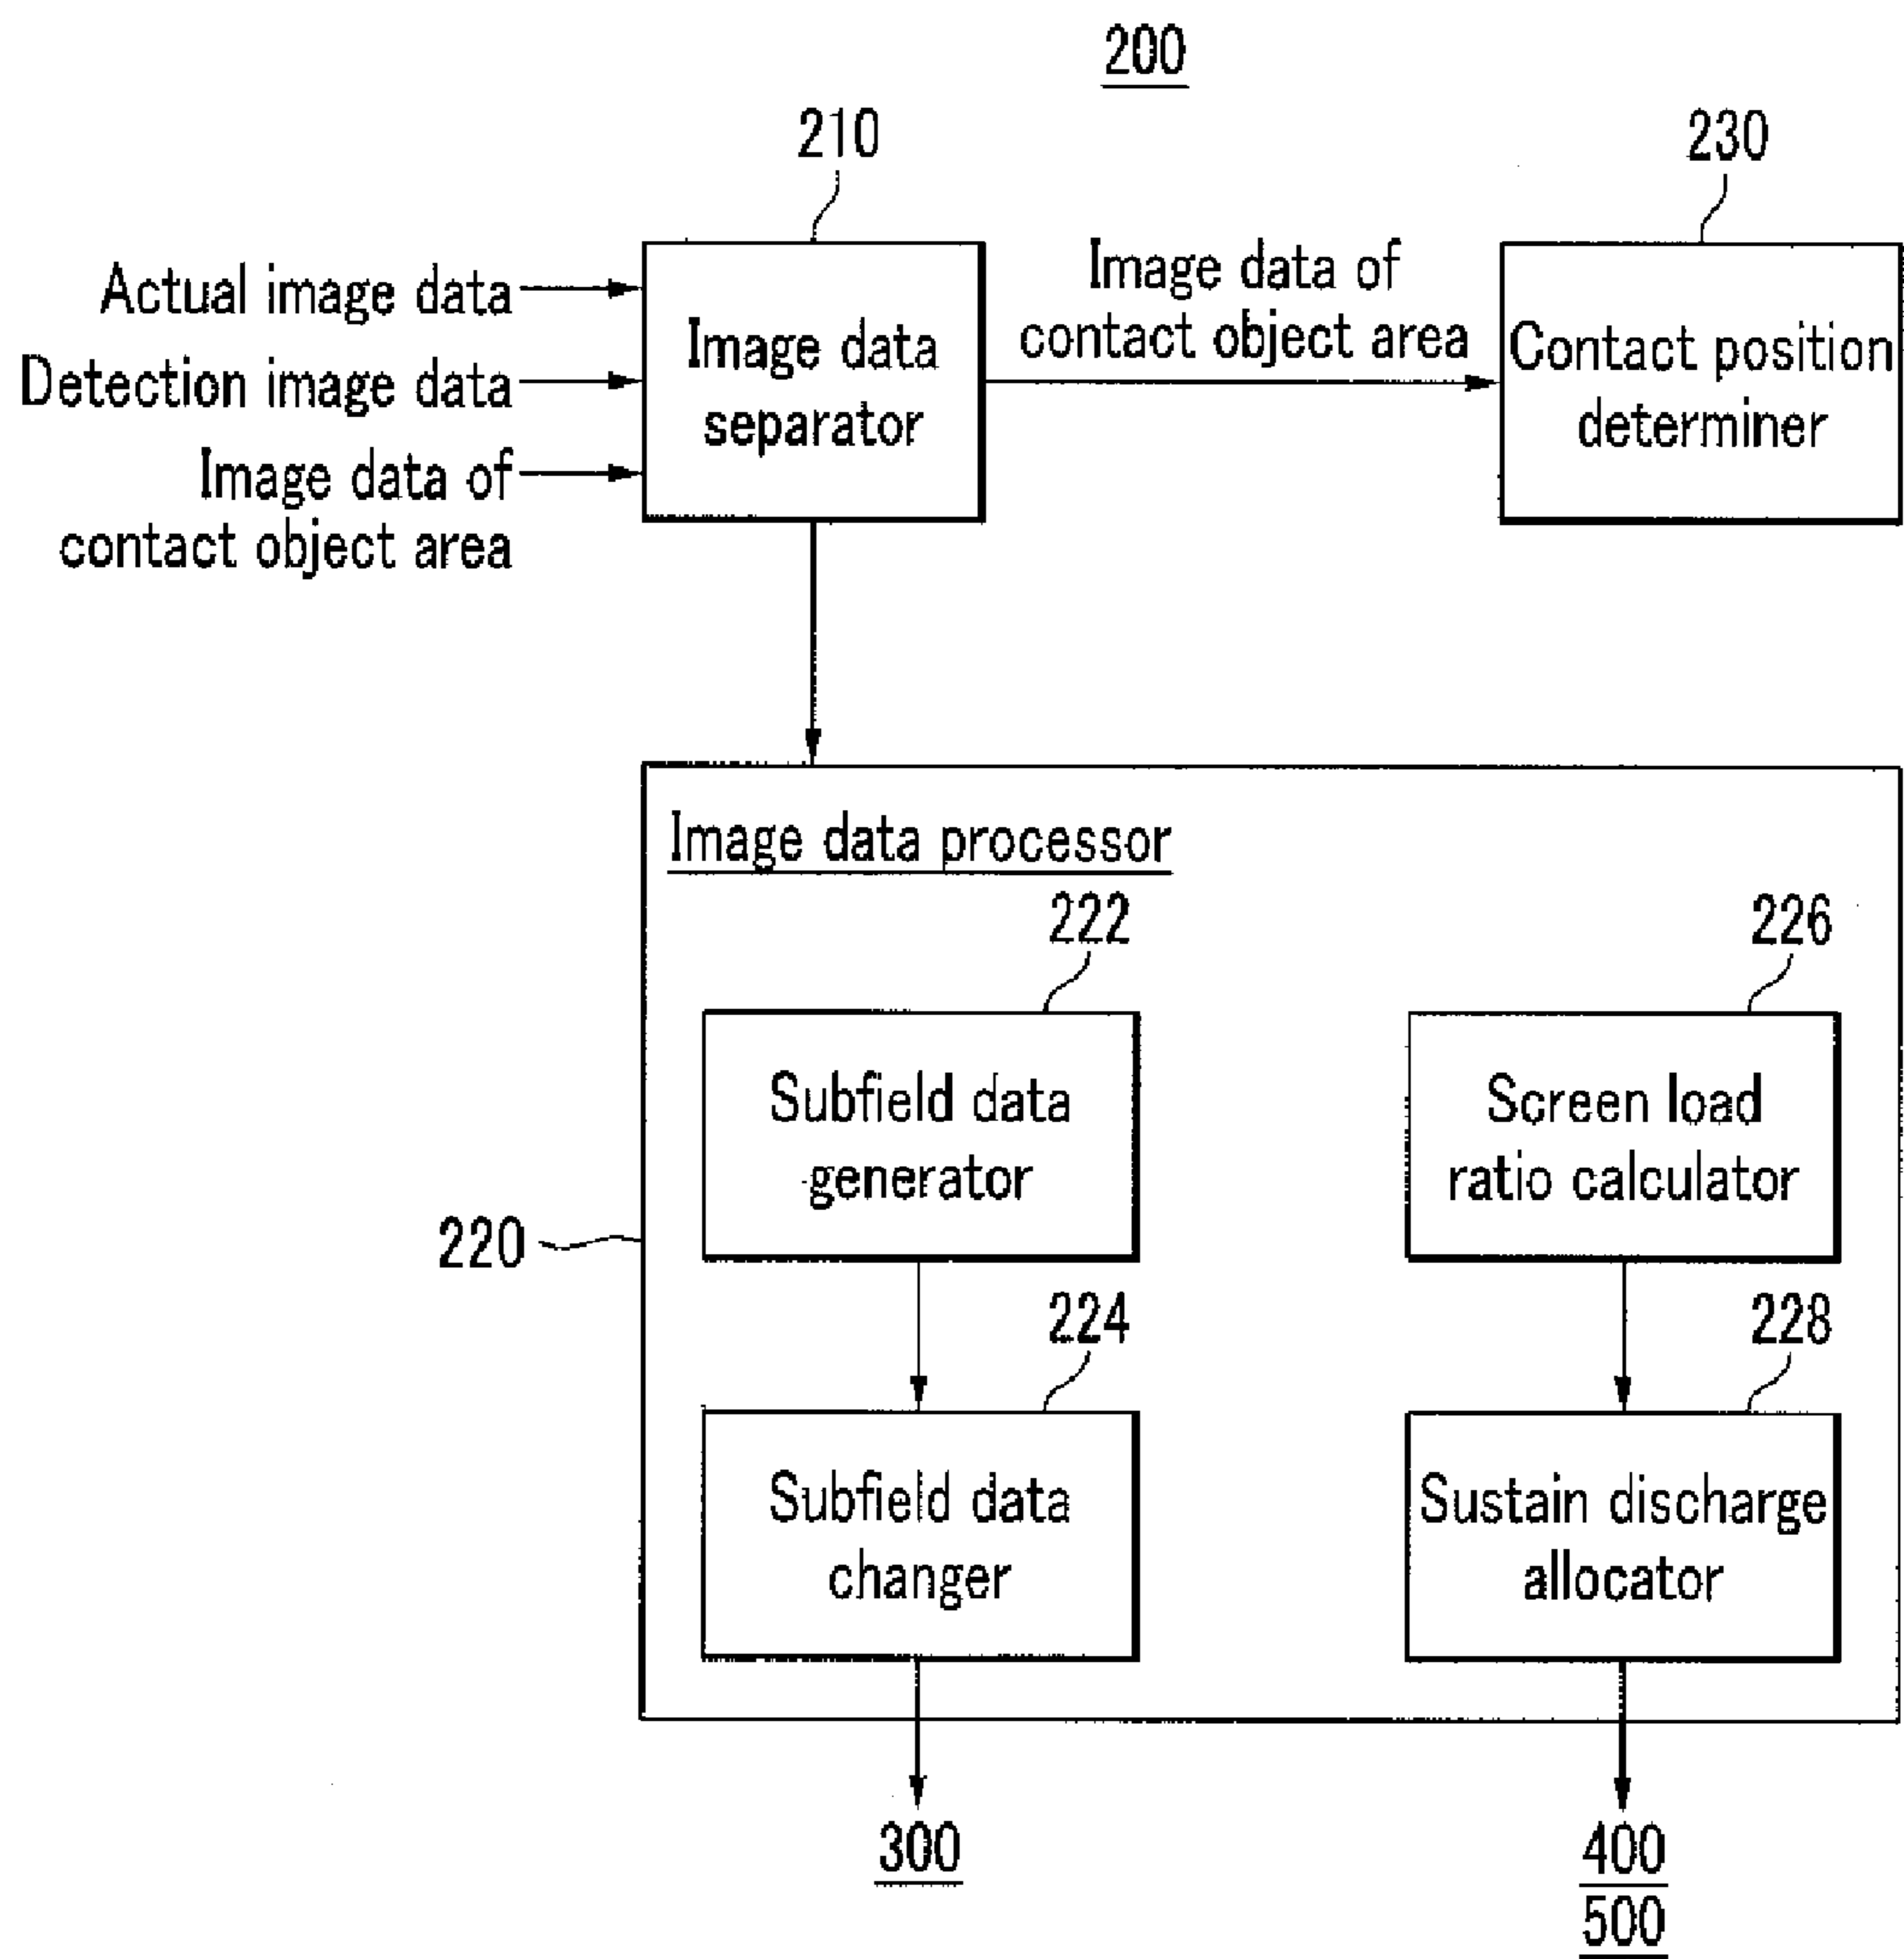 200
210
230
Actual image data
Detection image data
Image data of
contact object area
Image data
separator
Image data of
contact object area
Contact position
determiner
Image data processor
222
226
Subfield data
generator
Screen load
ratio calculator
220
224
228
Subfield data
changer
Sustain discharge
allocator
300
400
500